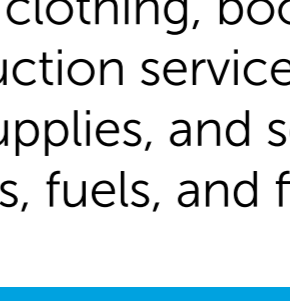 clothing, boo
uction service
upplies, and s
s, fuels, and f